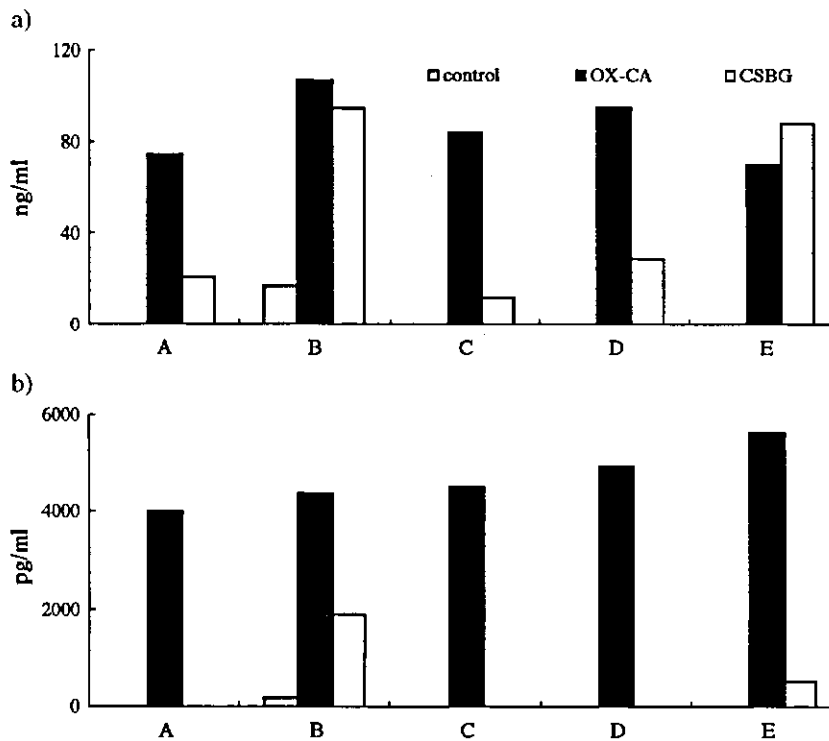 a)
120
control OX-CA CSBG
80
ng/ml
40
0
A B C D E
b)
6000
4000
pg/ml
2000
0
A B C D E